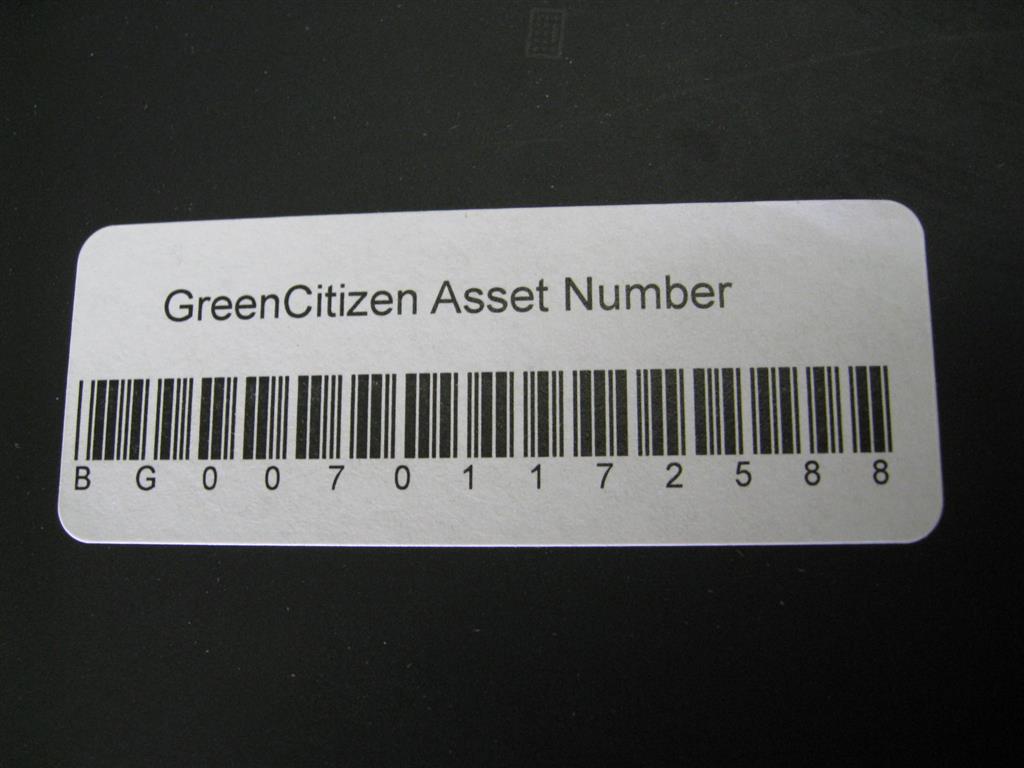 GreenCitizen Asset Number
B G 0 0 7 0 1 1 7 2 5 8 8